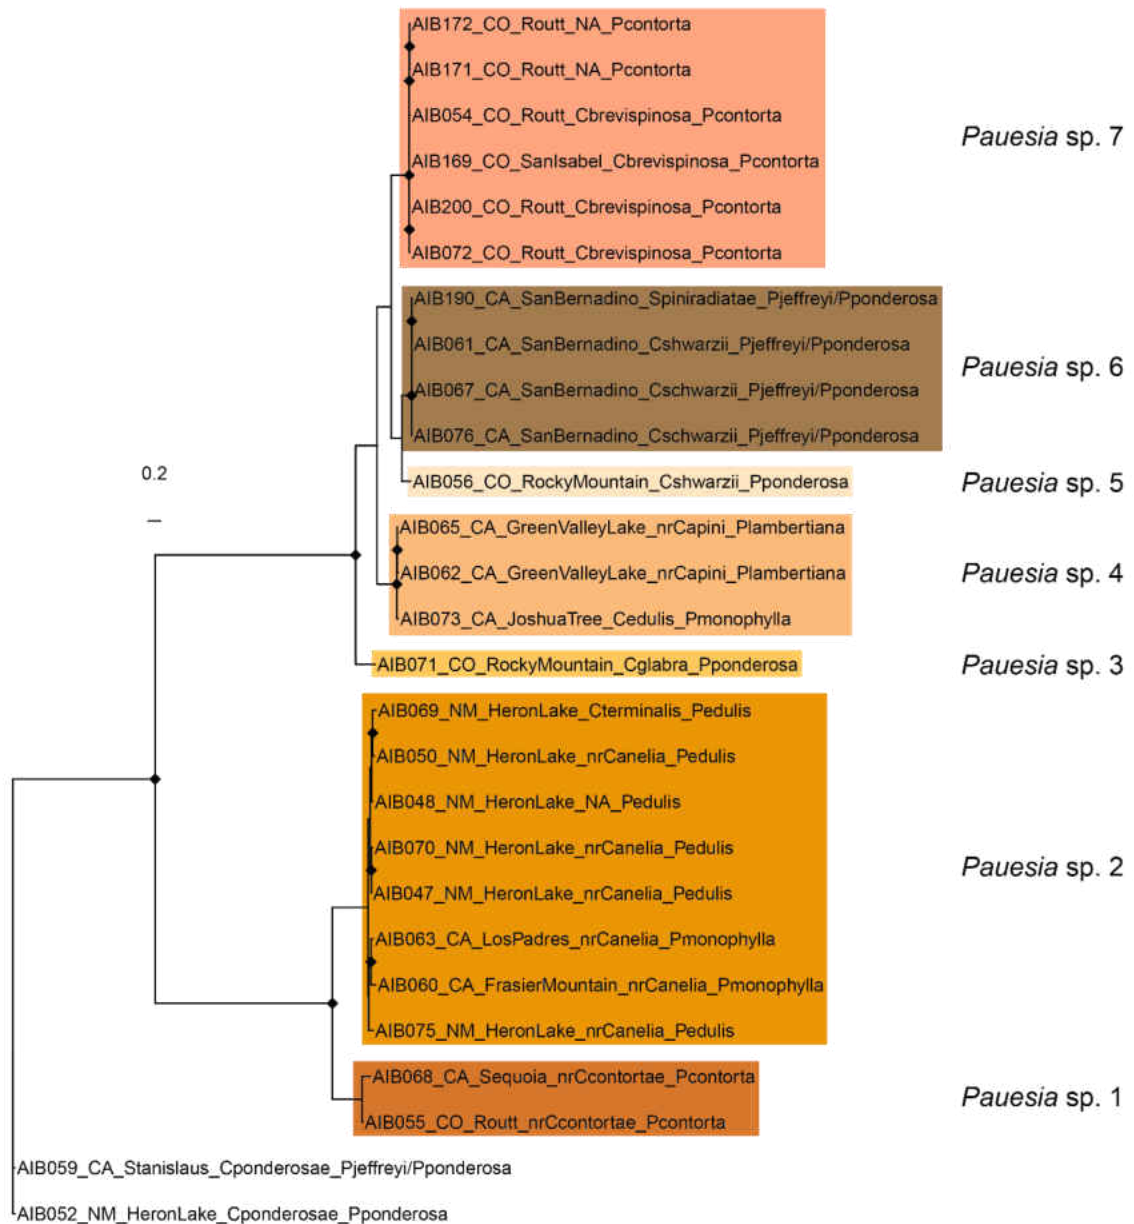 AIB172_CO_Routt_NA_Pcontorta
AIB171_CO_Routt_NA_Pcontorta
AIB054_CO_Routt_Cbrevispinosa_Pcontorta
Pauesia sp. 7
AIB169_CO_SanIsabel_Cbrevispinosa_Pcontorta
AIB200_CO_Routt_Cbrevispinosa_Pcontorta
AIB072_CO_Routt_Cbrevispinosa_Pcontorta
AIB190_CA_SanBernadino_Spiniradiatae_Pjeffreyi/Pponderosa
AIB061_CA_SanBernadino_Cshwarzii_Pjeffreyi/Pponderosa
Pauesia sp. 6
AIB067_CA_SanBernadino_Cschwarzii_Pjeffreyi/Pponderosa
AIB076_CA_SanBernadino_Cschwarzii_Pjeffreyi/Pponderosa
0.2
AIB056_CO_RockyMountain_Cshwarzii_Pponderosa
Pauesia sp. 5
AIB065_CA_GreenValleyLake_nrCapini_Plambertiana
AIB062_CA_GreenValleyLake_nrCapini_Plambertiana
Pauesia sp. 4
AIB073_CA_JoshuaTree_Cedulis_Pmonophylla
AIB071_CO_RockyMountain_Cglabra_Pponderosa
Pauesia sp. 3
AIB069_NM_HeronLake_Cterminalis_Pedulis
AIB050_NM_HeronLake_nrCanelia_Pedulis
AIB048_NM_HeronLake_NA_Pedulis
AIB070_NM_HeronLake_nrCanelia_Pedulis
Pauesia sp. 2
AIB047_NM_HeronLake_nrCanelia_Pedulis
AIB063_CA_LosPadres_nrCanelia_Pmonophylla
AIB060_CA_FrasierMountain_nrCanelia_Pmonophylla
AIB075_NM_HeronLake_nrCanelia_Pedulis
AIB068_CA_Sequoia_nrCcontortae_Pcontorta
Pauesia sp. 1
AIB055_CO_Routt_nrCcontortae_Pcontorta
AIB059_CA_Stanislaus_Cponderosae_Pjeffreyi/Pponderosa
AIB052_NM_HeronLake_Cponderosae_Pponderosa